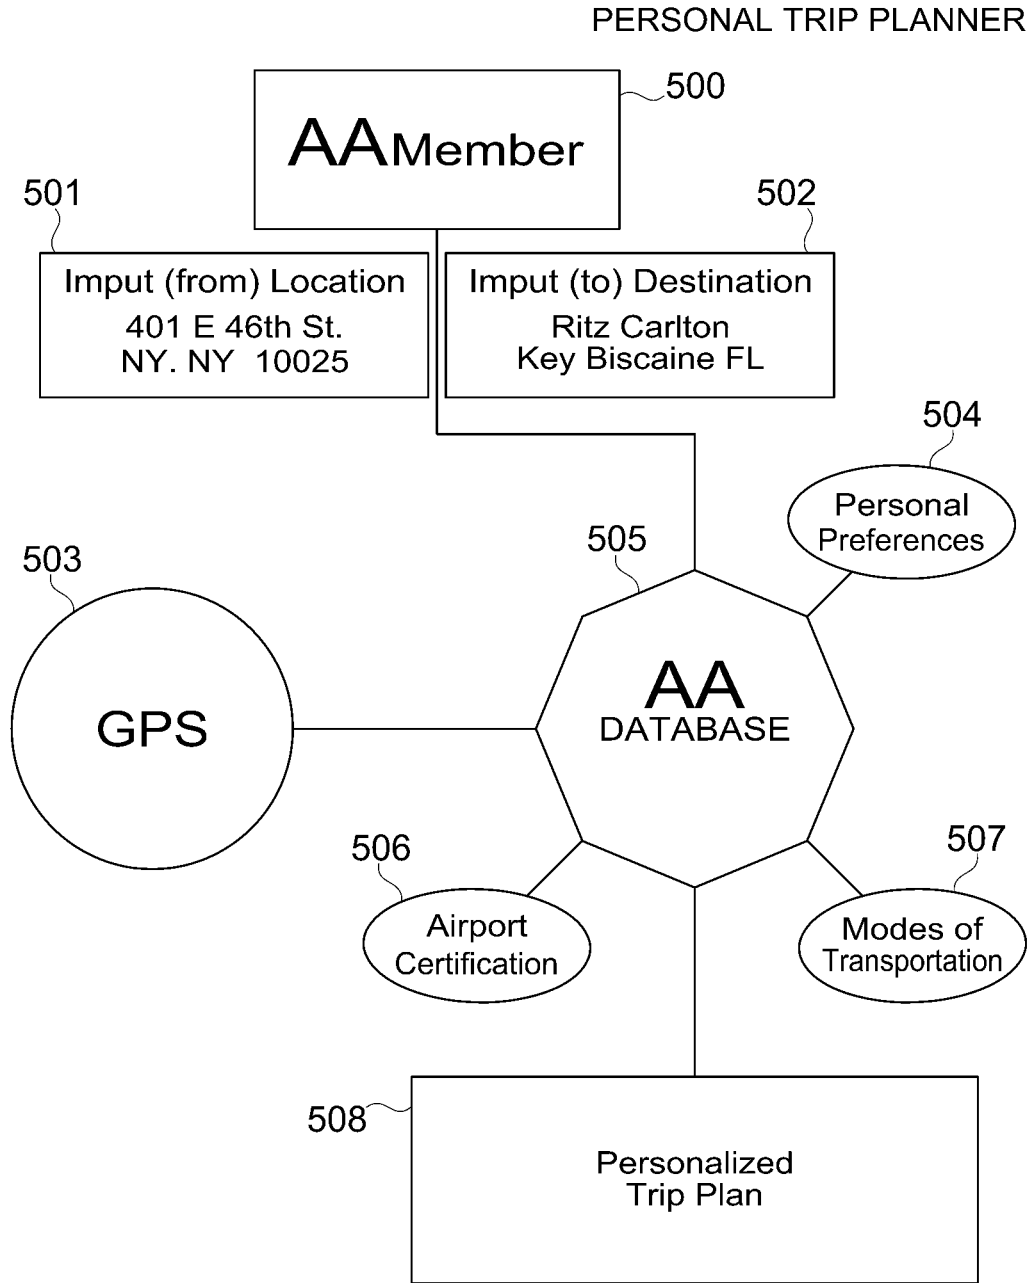 PERSONAL TRIP PLANNER
500
AA Member
501
502
Imput (from) Location
401 E 46th St.
NY. NY 10025
Imput (to) Destination
Ritz Carlton
Key Biscaine FL
504
Personal
Preferences
503
505
GPS
AA
DATABASE
506
507
Airport
Certification
Modes of
Transportation
508
Personalized
Trip Plan